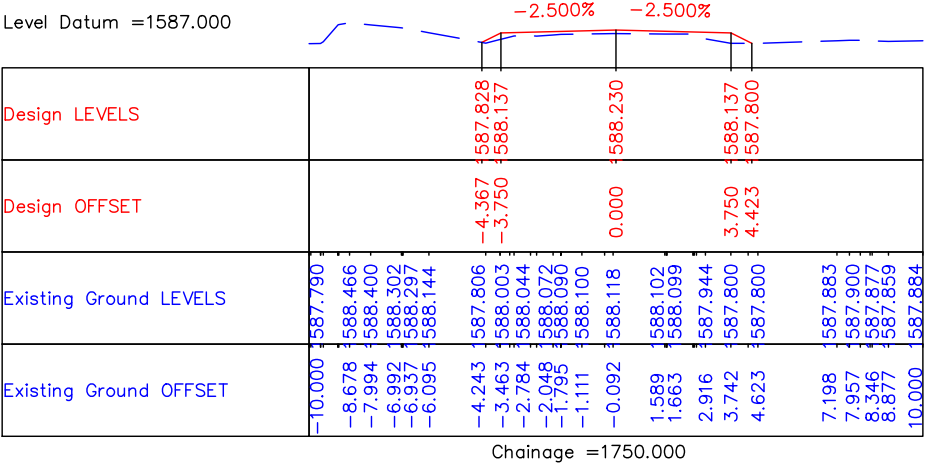 -2.500% -2.500%
Level Datum =1587.000
Design LEVELS 1587.828 1588.137 1588.230 1588.137 1587.800
Design OFFSET -4.367 -3.750 0.000 3.750 4.423
Existing Ground LEVELS 1587.790 1588.466 1588.400 1588.302 1588.297 1588.144 1587.806 1588.003 1588.044 1588.072 1588.090 1588.100 1588.118 1588.102 1588.099 1587.944 1587.800 1587.800 1587.883 1587.900 1587.877 1587.859 1587.884
Existing Ground OFFSET -10.000 -8.678 -7.994 -6.992 -6.937 -6.095 -4.243 -3.463 -2.784 -2.048 -1.795 -1.111 -0.092 1.589 1.663 2.916 3.742 4.623 7.198 7.957 8.346 8.877 10.000
Chainage =1750.000